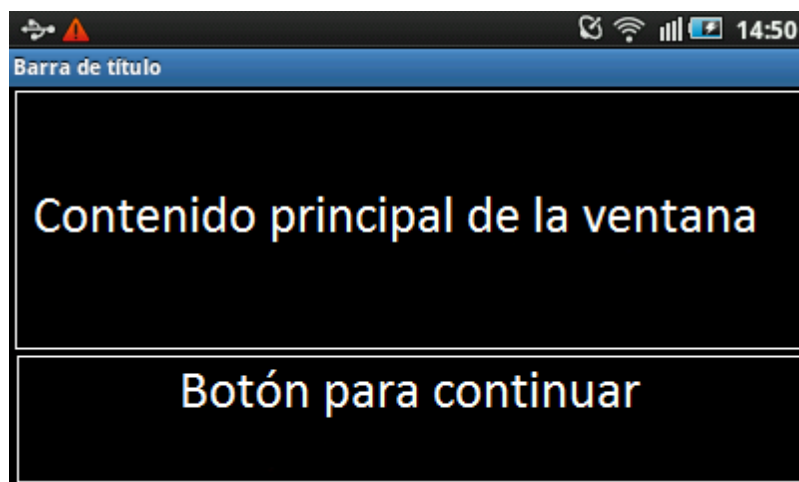 14:50
Barra de título
Contenido principal de la ventana
Botón para continuar